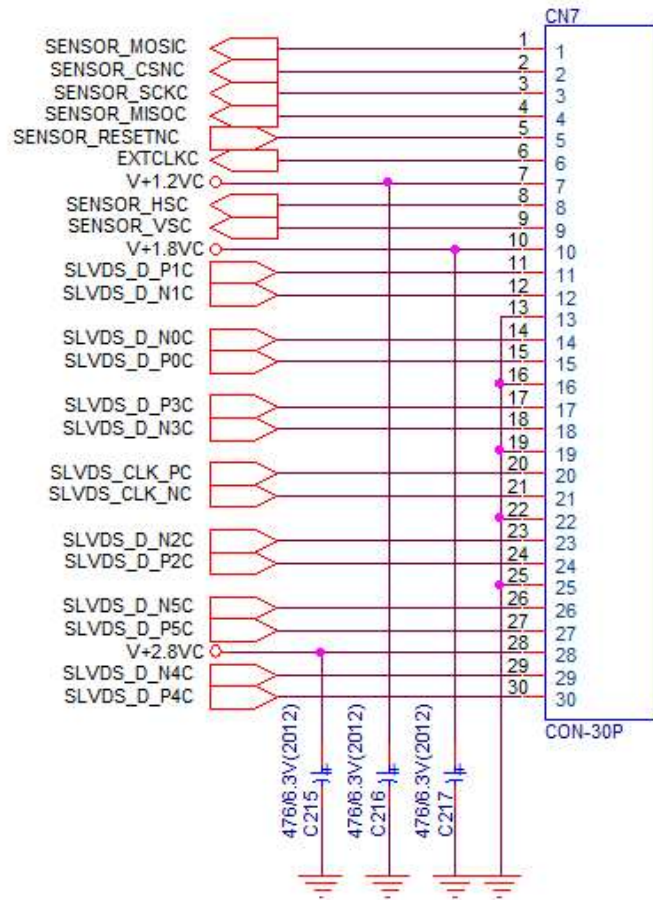 CN7
SENSOR_MOSIC 1 1
SENSOR_CSNC 2 2
SENSOR_SCKC 3 3
SENSOR_MISOC 4 4
SENSOR_RESETNC 5 5
EXTCLKC 6 6
V+1.2VC 7 7
SENSOR_HSC 8 8
SENSOR_VSC 9 9
V+1.8VC 10 10
SLVDS_D_P1C 11 11
SLVDS_D_N1C 12 12
13 13
SLVDS_D_N0C 14 14
SLVDS_D_P0C 15 15
16 16
SLVDS_D_P3C 17 17
SLVDS_D_N3C 18 18
19 19
SLVDS_CLK_PC 20 20
SLVDS_CLK_NC 21 21
22 22
SLVDS_D_N2C 23 23
SLVDS_D_P2C 24 24
25 25
SLVDS_D_N5C 26 26
SLVDS_D_P5C 27 27
V+2.8VC 28 28
SLVDS_D_N4C 29 29
SLVDS_D_P4C 30 30
CON-30P
476/6.3V(2012)
C215
476/6.3V(2012)
C216
476/6.3V(2012)
C217